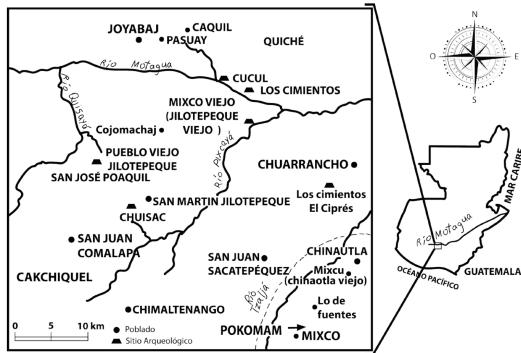 JOYABAJ
CAQUIL
PASUAY
QUICHÉ
Río Motagua
CUCUL
LOS CIMIENTOS
Río Quisayá
MIXCO VIEJO
(JILOTEPEQUE
VIEJO )
Cojomachaj
PUEBLO VIEJO
JILOTEPEQUE
SAN JOSÉ POAQUIL
Río Pixcayá
CHUARRANCHO
Los cimientos
El Ciprés
SAN MARTIN JILOTEPEQUE
CHUISAC
SAN JUAN
COMALAPA
SAN JUAN
SACATEPÉQUEZ
CHINAUTLA
Mixcu
(chinaotla viejo)
CAKCHIQUEL
Río
Tzaljá
Lo de
fuentes
CHIMALTENANGO
POKOMAM
MIXCO
0 5 10 km
Poblado
Sitio Arqueológico
N
O
E
S
MAR CARIBE
Río Motagua
OCÉANO PACÍFICO
GUATEMALA